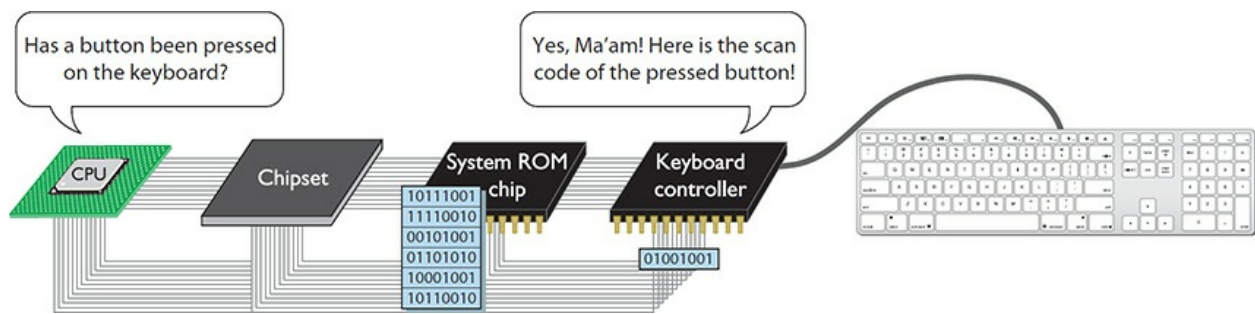 Has a button been pressed
on the keyboard?
Yes, Ma’am! Here is the scan
code of the pressed button!
CPU
Chipset
System ROM
chip
Keyboard
controller
10111001
11110010
00101001
01101010
10001001
10110010
01001001